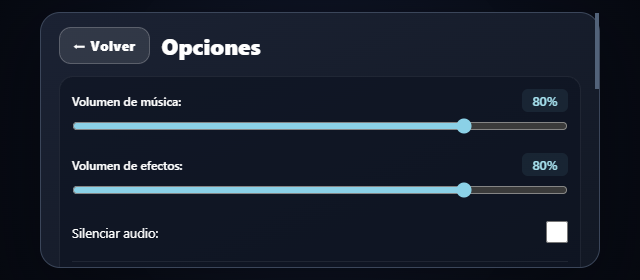 ← Volver
Opciones
Volumen de música:
80%
Volumen de efectos:
80%
Silenciar audio: